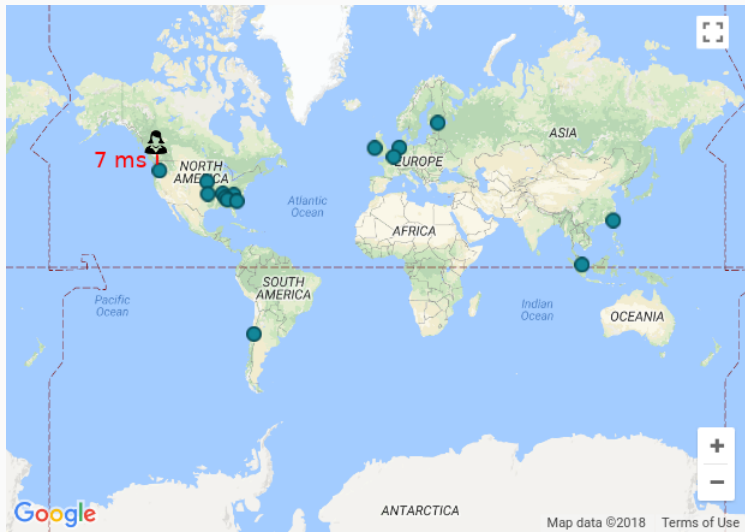 ASIA
7 ms
NORTH
AMERICA
EUROPE
Atlantic
Ocean
AFRICA
SOUTH
AMERICA
Pacific
Ocean
Indian
Ocean
OCEANIA
+
−
ANTARCTICA
Google
Map data ©2018 Terms of Use